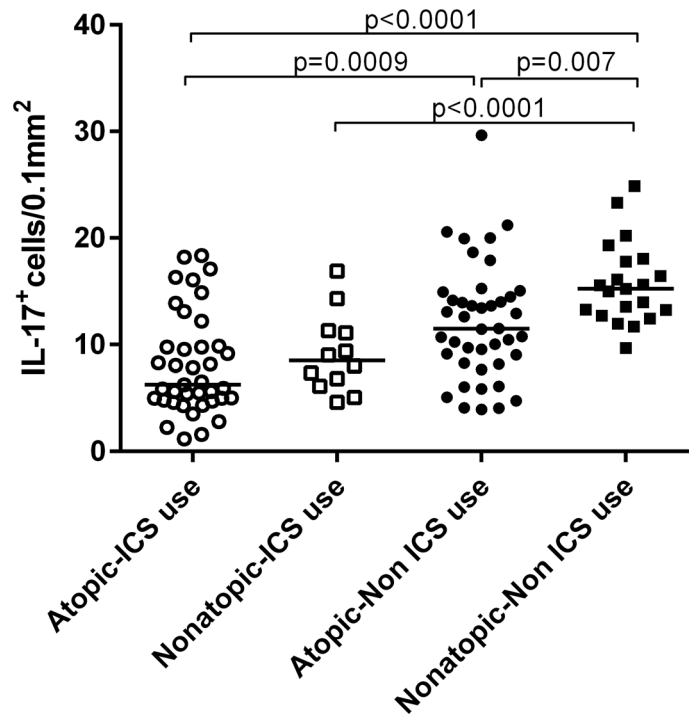 p<0.0001
p=0.0009
p=0.007
p<0.0001
IL-17⁺ cells/0.1mm²
40
30
20
10
0
Atopic-ICS use
Nonatopic-ICS use
Atopic-Non ICS use
Nonatopic-Non ICS use